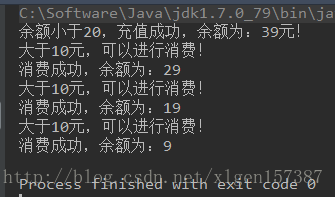 C:\Software\Java\jdk1.7.0_79\bin\ja
余额小于20，充值成功，余额为：39元！
大于10元，可以进行消费！
消费成功，余额为：29
大于10元，可以进行消费！
消费成功，余额为：19
大于10元，可以进行消费！
消费成功，余额为：9
http://blog.csdn.net/xlgen157387
Process finished with exit code 0